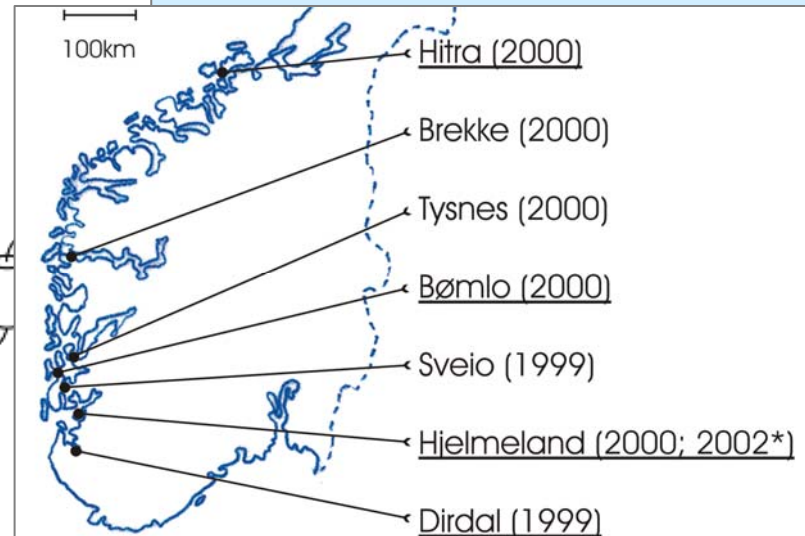 100km
Hitra (2000)
Brekke (2000)
Tysnes (2000)
Bømlo (2000)
Sveio (1999)
Hjelmeland (2000; 2002*)
Dirdal (1999)